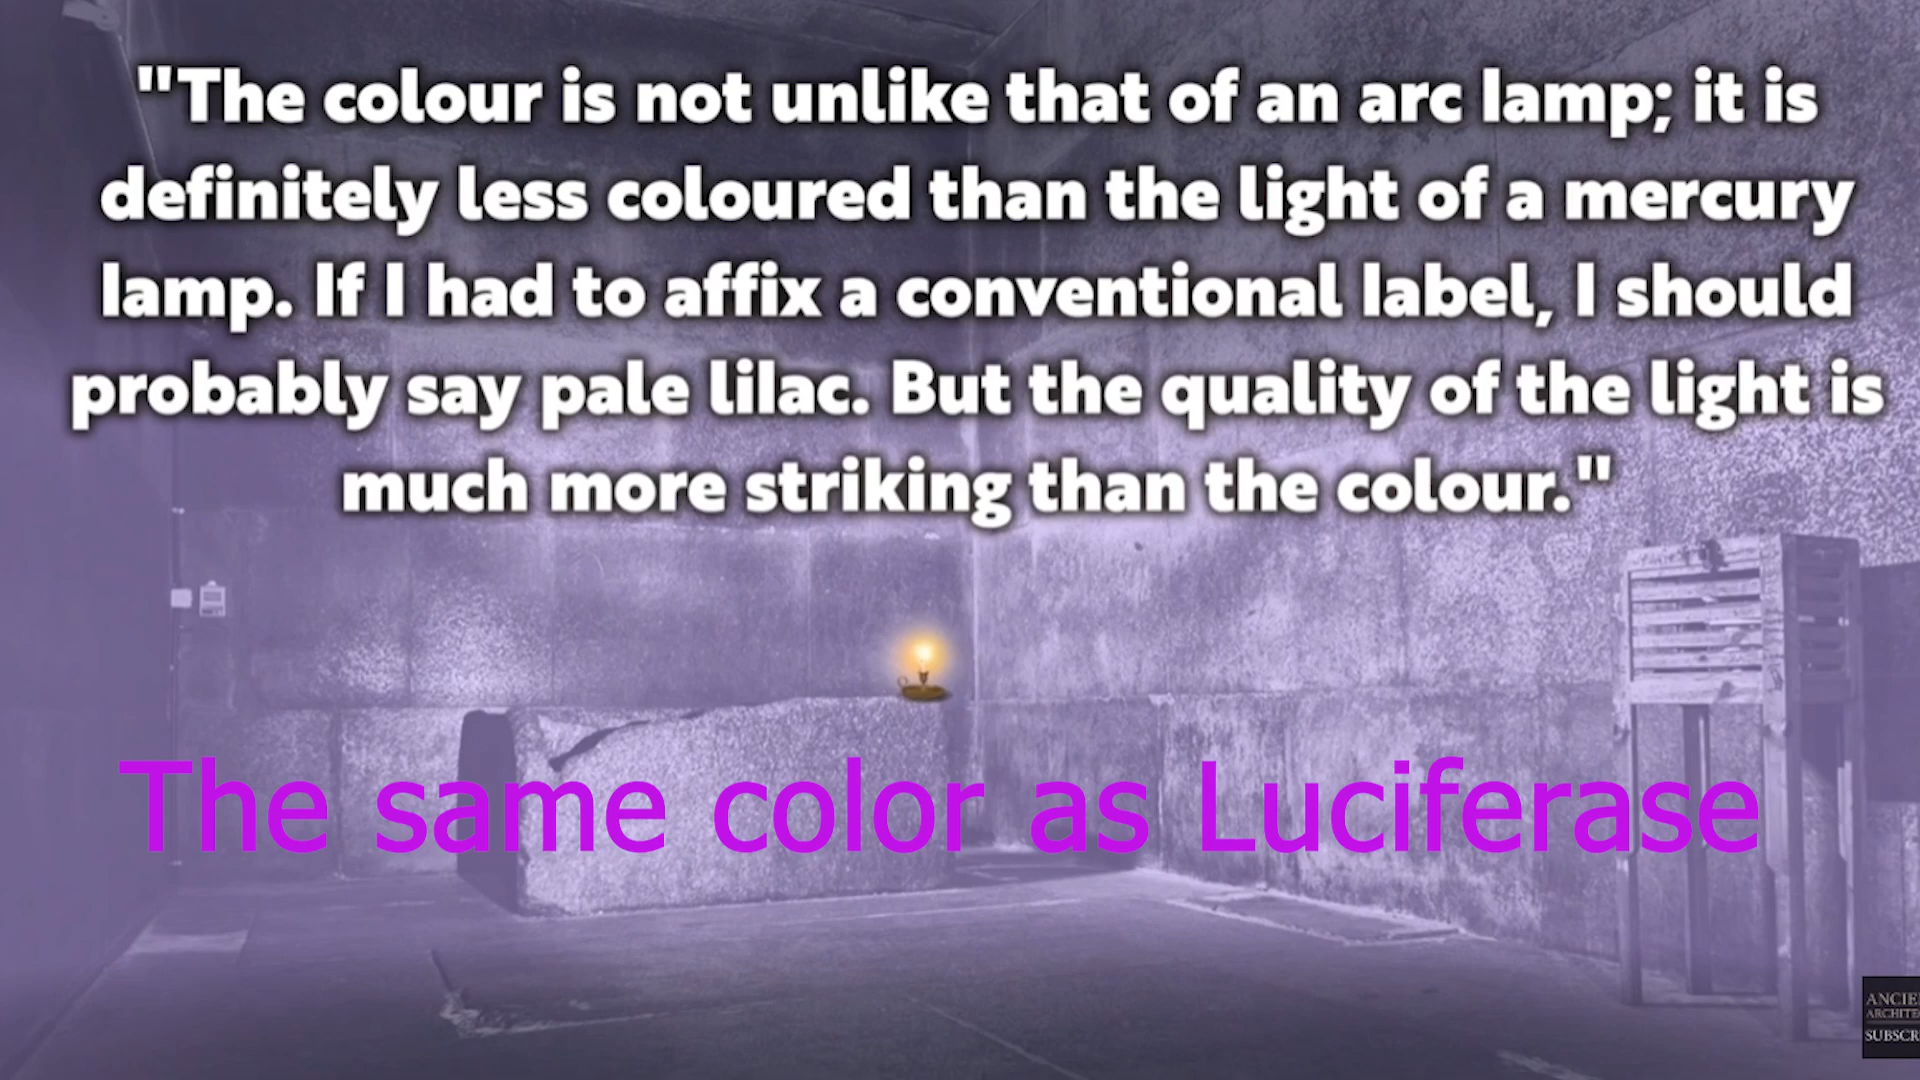 "The colour is not unlike that of an arc lamp; it is
definitely less coloured than the light of a mercury
lamp. If I had to affix a conventional label, I should
probably say pale lilac. But the quality of the light is
much more striking than the colour."
The same color as Luciferase